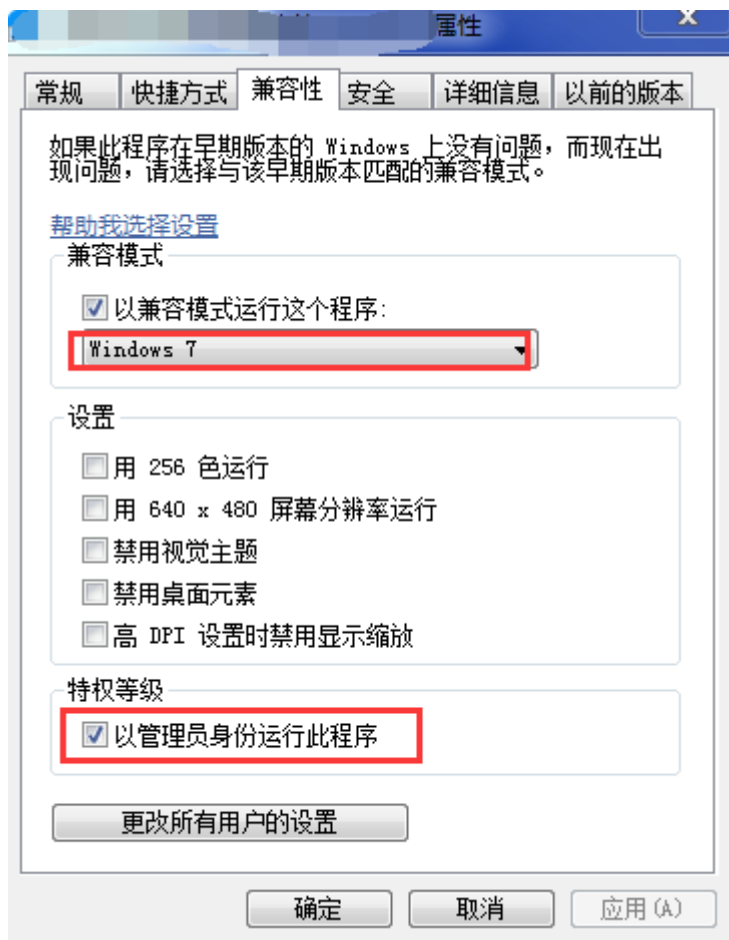 属性
常规 快捷方式 兼容性 安全 详细信息 以前的版本
如果此程序在早期版本的 Windows 上没有问题，而现在出
现问题，请选择与该早期版本匹配的兼容模式。
帮助我选择设置
兼容模式
以兼容模式运行这个程序:
Windows 7
设置
用 256 色运行
用 640 x 480 屏幕分辨率运行
禁用视觉主题
禁用桌面元素
高 DPI 设置时禁用显示缩放
特权等级
以管理员身份运行此程序
更改所有用户的设置
确定 取消 应用(A)